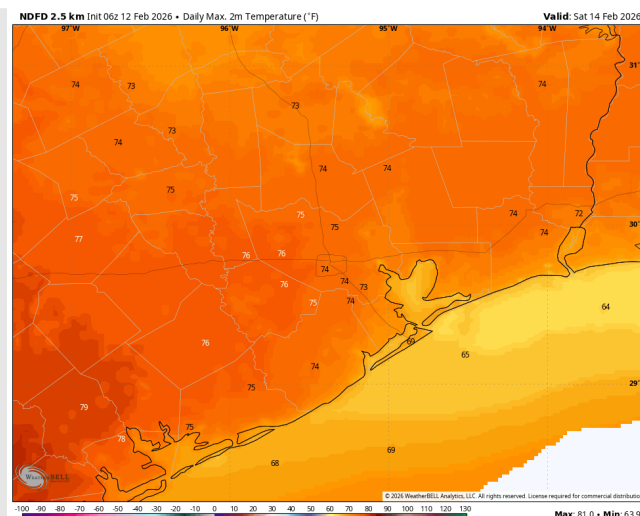 NDFD 2.5 km Init 06z 12 Feb 2026 • Daily Max. 2m Temperature (°F) Valid: Sat 14 Feb 2026
97°W 96°W 95°W 94°W
31°
74 73 74
73
73
74
74 74
75
75
75 74 72
77 75 74
76 76
74
76 74 73
75 74
64
76 69
65
74
75
29°
79
75
78
69
68
WeatherBELL
© 2026 WeatherBELL Analytics, LLC. All rights reserved. License required for commercial distributio
-100 -90 -80 -70 -60 -50 -40 -30 -20 -10 0 10 20 30 40 50 60 70 80 90 100 110 120 130
Max: 81.0 • Min: 63.9
30°